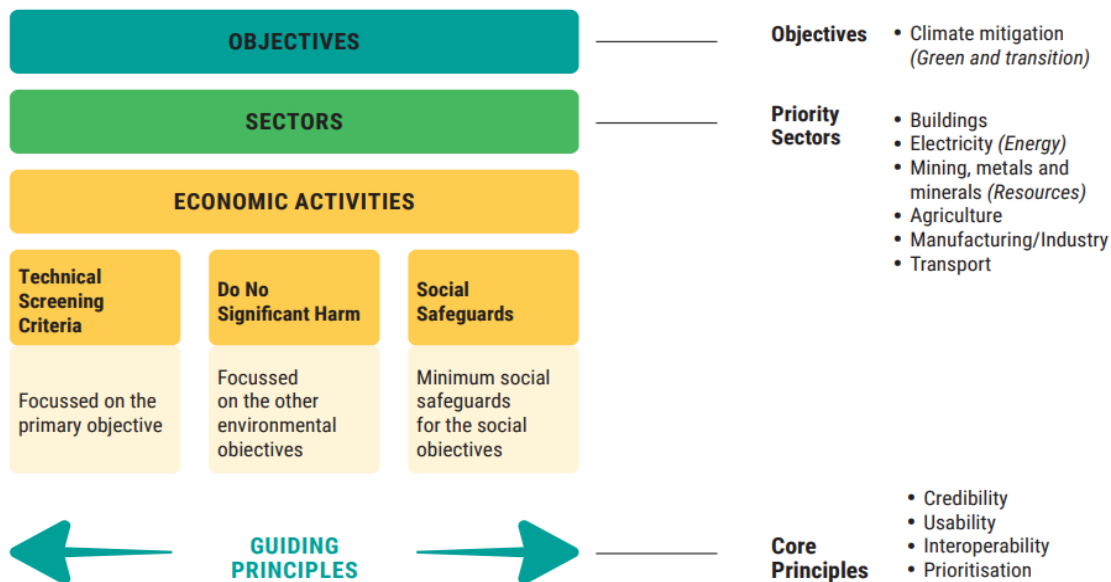 OBJECTIVES
Objectives
• Climate mitigation
(Green and transition)
SECTORS
Priority
Sectors
• Buildings
• Electricity (Energy)
• Mining, metals and
minerals (Resources)
• Agriculture
• Manufacturing/Industry
• Transport
ECONOMIC ACTIVITIES
Technical
Screening
Criteria
Focussed on the
primary objective
Do No
Significant Harm
Focussed
on the other
environmental
objectives
Social
Safeguards
Minimum social
safeguards
for the social
objectives
GUIDING
PRINCIPLES
Core
Principles
• Credibility
• Usability
• Interoperability
• Prioritisation